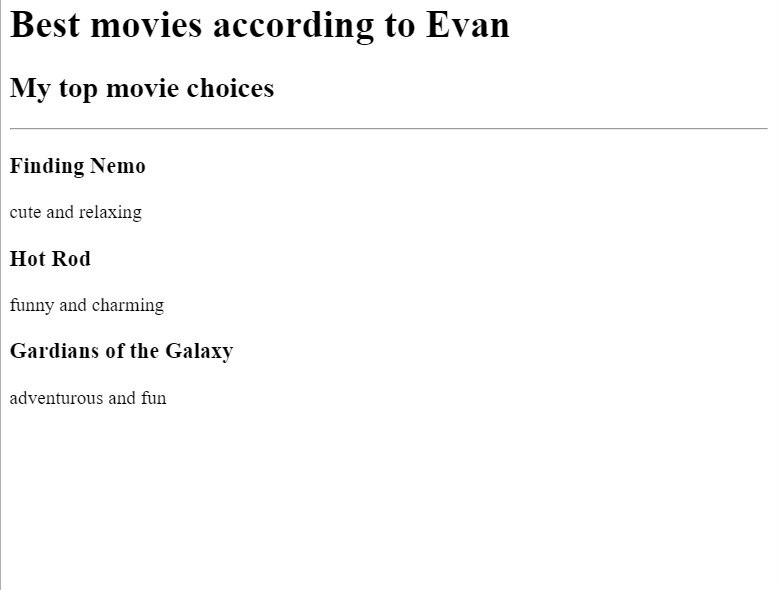 Best movies according to Evan
My top movie choices
Finding Nemo
cute and relaxing
Hot Rod
funny and charming
Gardians of the Galaxy
adventurous and fun